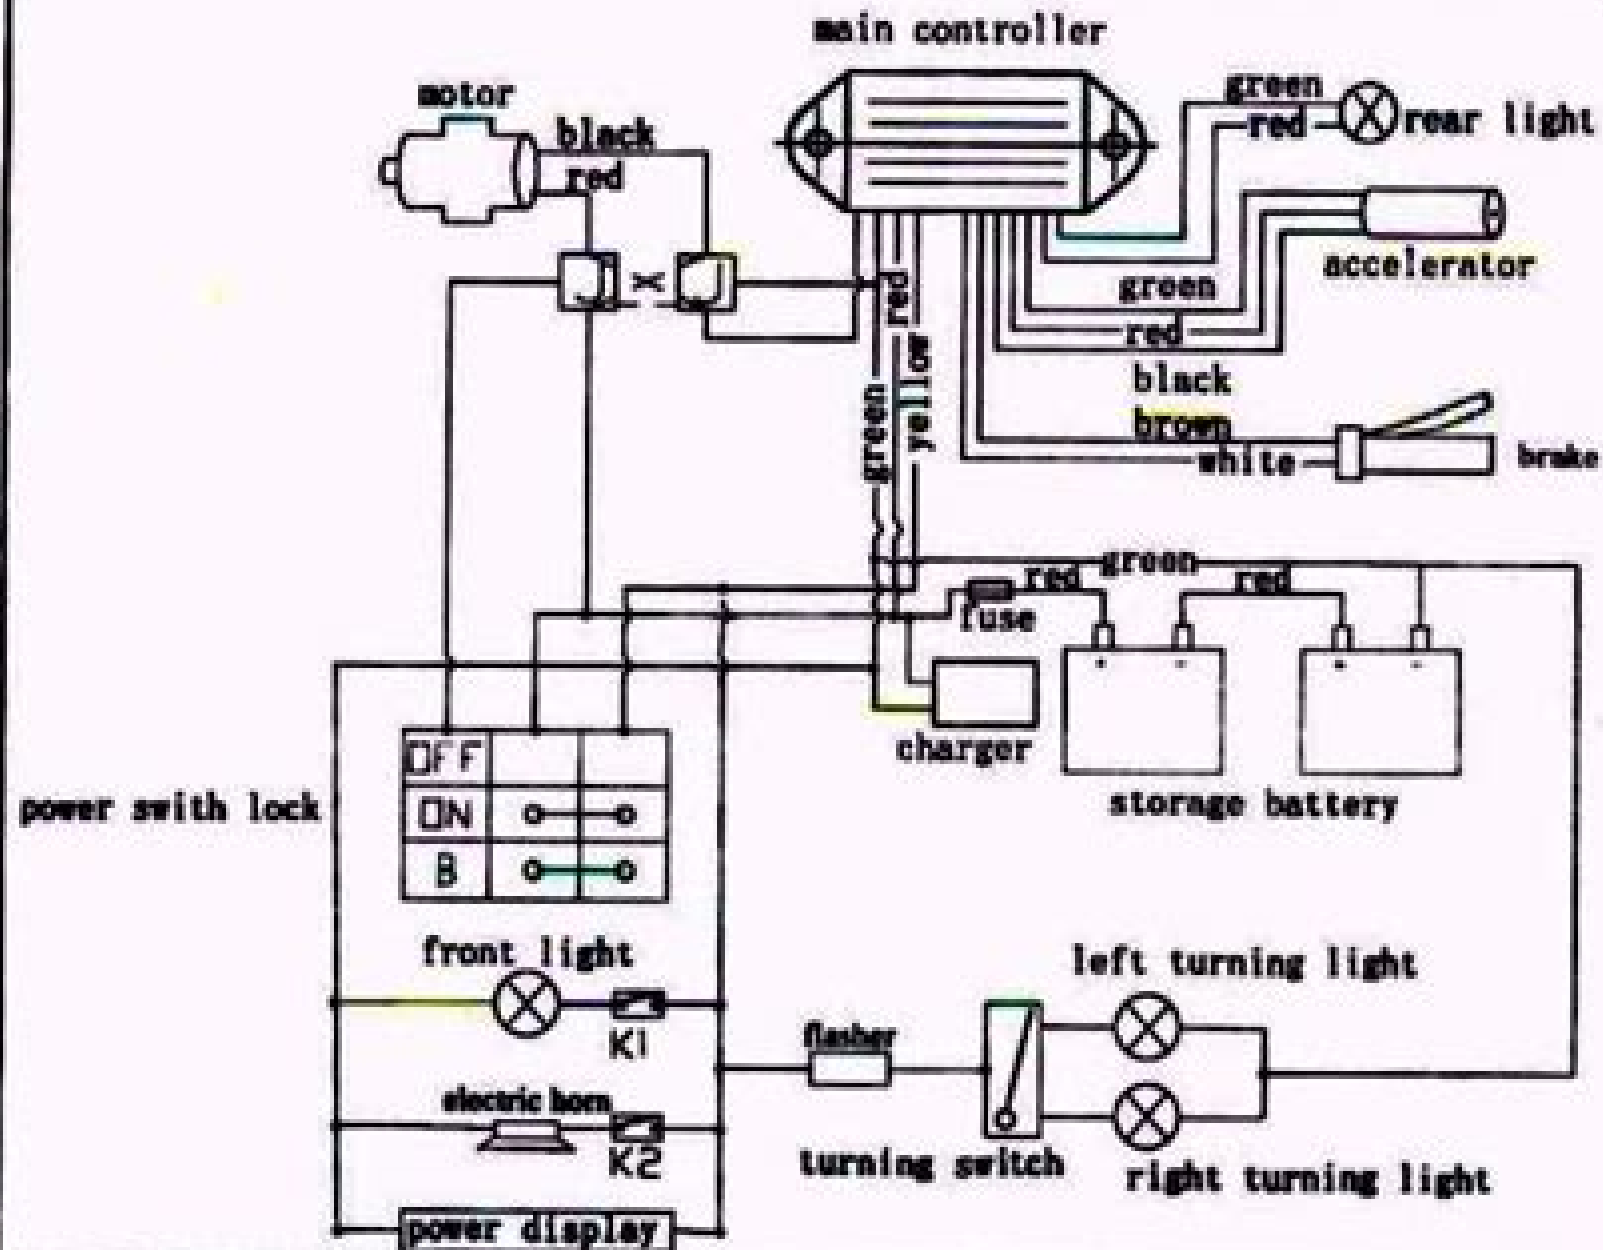 main controller
motor
black
red
green
red
rear light
accelerator
green
red
black
brown
white
brake
red
yellow
green
green
red
red
fuse
charger
+ -
+ -
storage battery
power swith lock
OFF
ON
B
front light
K1
electric horn
K2
power display
flasher
turning switch
left turning light
right turning light